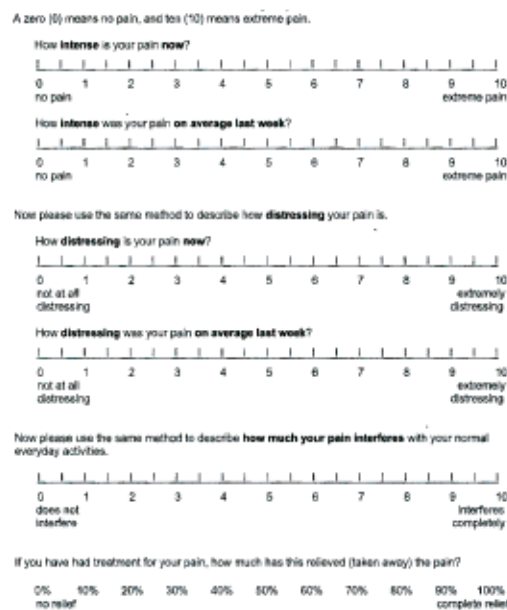 A zero (0) means no pain, and ten (10) means extreme pain.
How intense is your pain now?
0 1 2 3 4 5 6 7 8 9 10
no pain extreme pain
How intense was your pain on average last week?
0 1 2 3 4 5 6 7 8 9 10
no pain extreme pain
Now please use the same method to describe how distressing your pain is.
How distressing is your pain now?
0 1 2 3 4 5 6 7 8 9 10
not at all extremely
distressing distressing
How distressing was your pain on average last week?
0 1 2 3 4 5 6 7 8 9 10
not at all extremely
distressing distressing
Now please use the same method to describe how much your pain interferes with your normal
everyday activities.
0 1 2 3 4 5 6 7 8 9 10
does not interferes
interfere completely
If you have had treatment for your pain, how much has this relieved (taken away) the pain?
0% 10% 20% 30% 40% 50% 60% 70% 80% 90% 100%
no relief complete relief